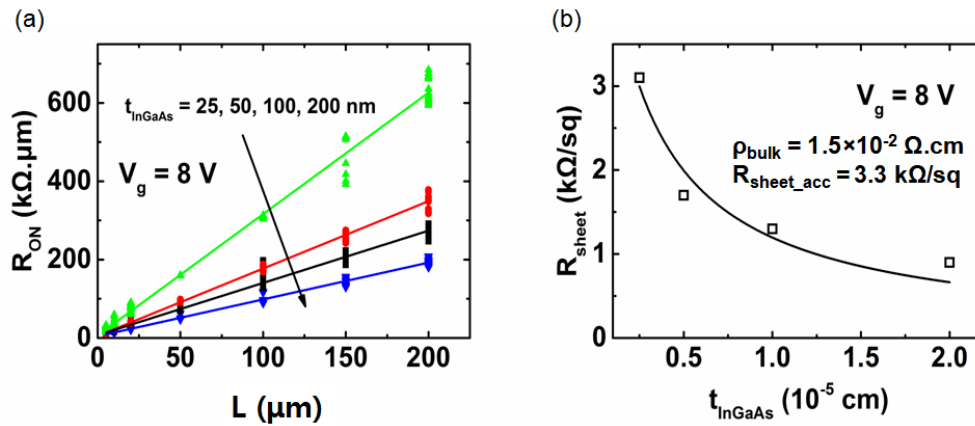 (a)
600
400
200
0
R_ON (kΩ.μm)
t_InGaAs = 25, 50, 100, 200 nm
V_g = 8 V
0 50 100 150 200
L (μm)
(b)
3
2
1
0
R_sheet (kΩ/sq)
V_g = 8 V
ρ_bulk = 1.5×10⁻² Ω.cm
R_sheet_acc = 3.3 kΩ/sq
0.5 1.0 1.5 2.0
t_InGaAs (10⁻⁵ cm)